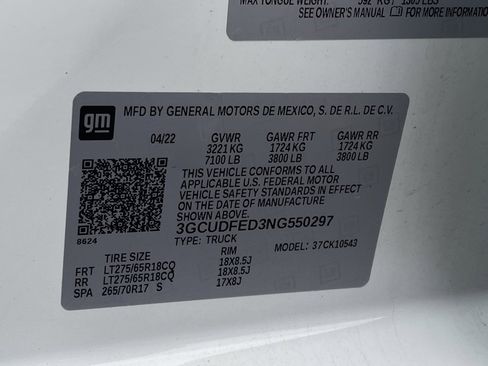 MAX TONGUE WEIGHT: 592 KG / 1305 LBS
SEE OWNER'S MANUAL FOR MORE INFORMATION
gm
MFD BY GENERAL MOTORS DE MEXICO, S. DE R.L. DE C.V.
04/22 GVWR GAWR FRT GAWR RR
3221 KG 1724 KG 1724 KG
7100 LB 3800 LB 3800 LB
THIS VEHICLE CONFORMS TO ALL
APPLICABLE U.S. FEDERAL MOTOR
VEHICLE SAFETY STANDARDS IN EFFECT
ON THE DATE OF MANUFACTURE
SHOWN ABOVE.
3GCUDFED3NG550297
8624 TYPE: TRUCK MODEL: 37CK10543
TIRE SIZE RIM
FRT LT275/65R18CQ 18X8.5J
RR LT275/65R18CQ 18X8.5J
SPA 265/70R17 S 17X8J